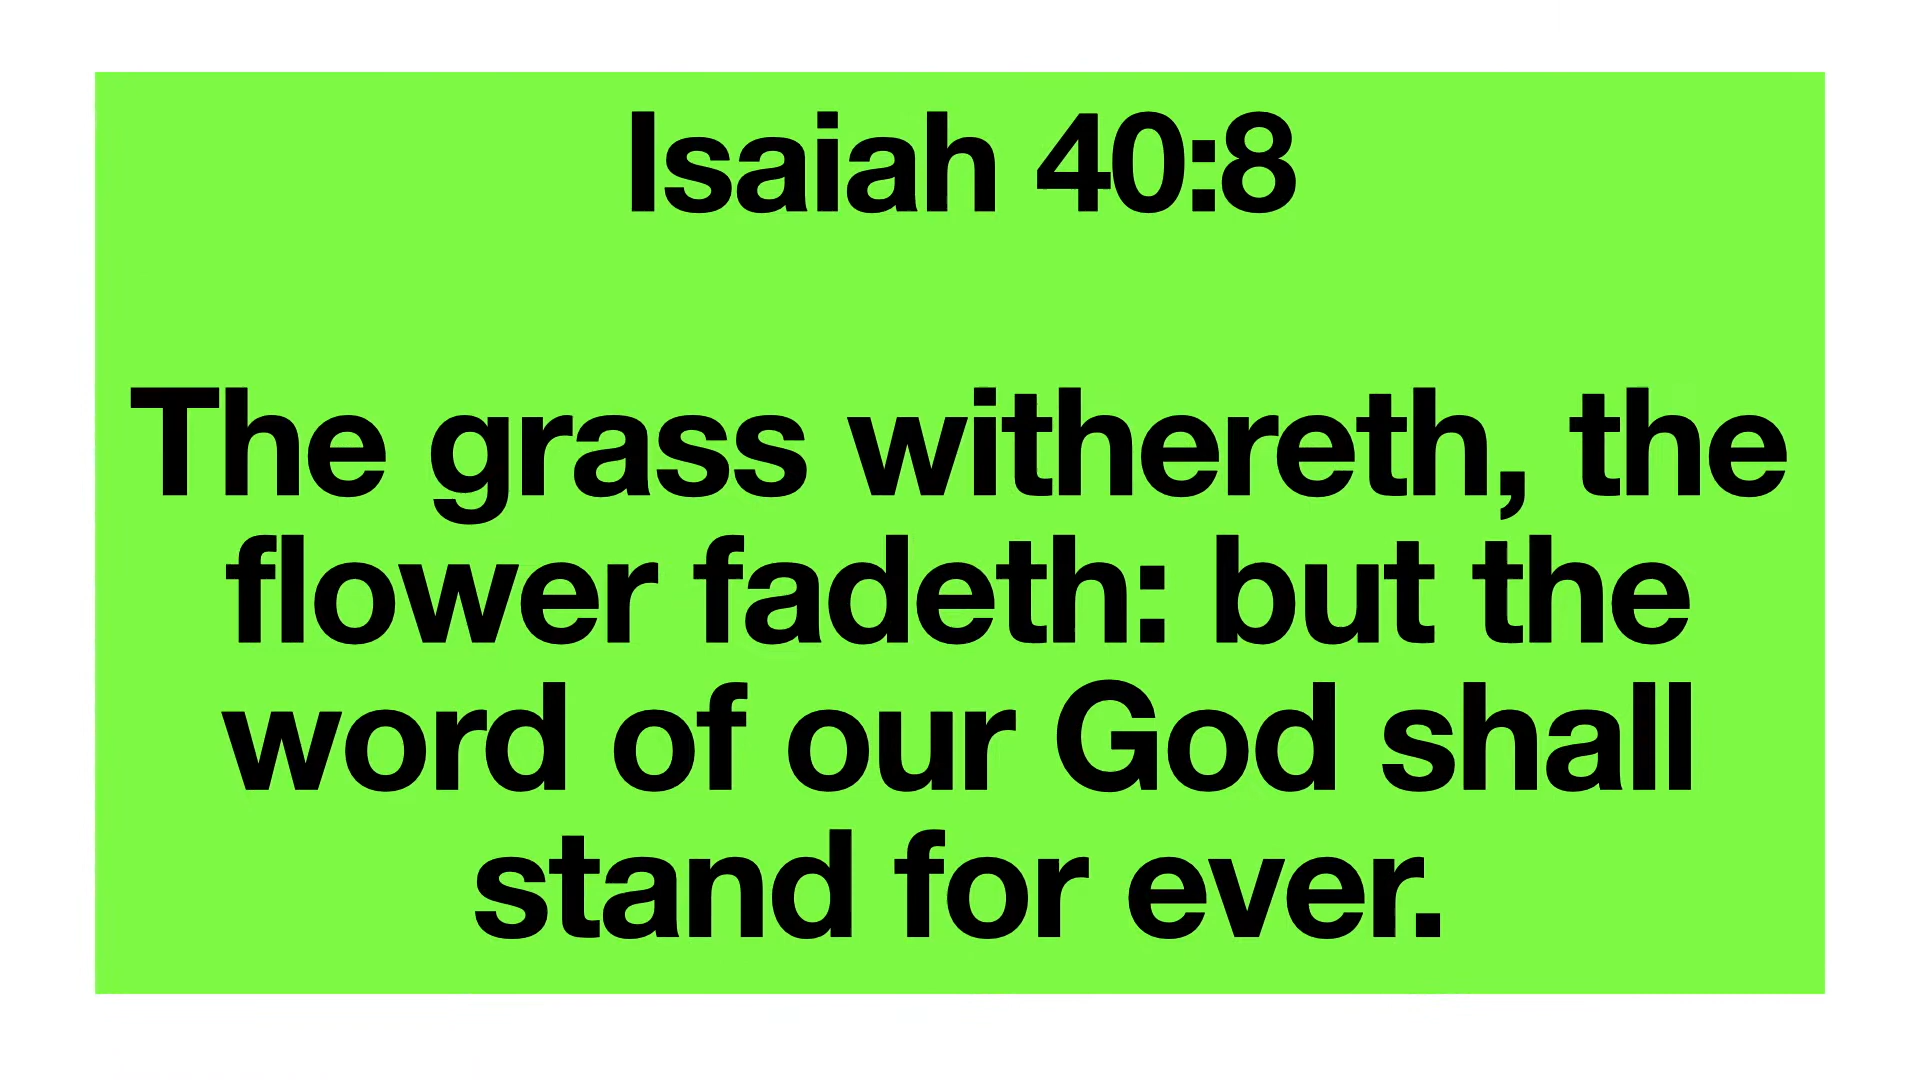 Isaiah 40:8
The grass withereth, the
flower fadeth: but the
word of our God shall
stand for ever.